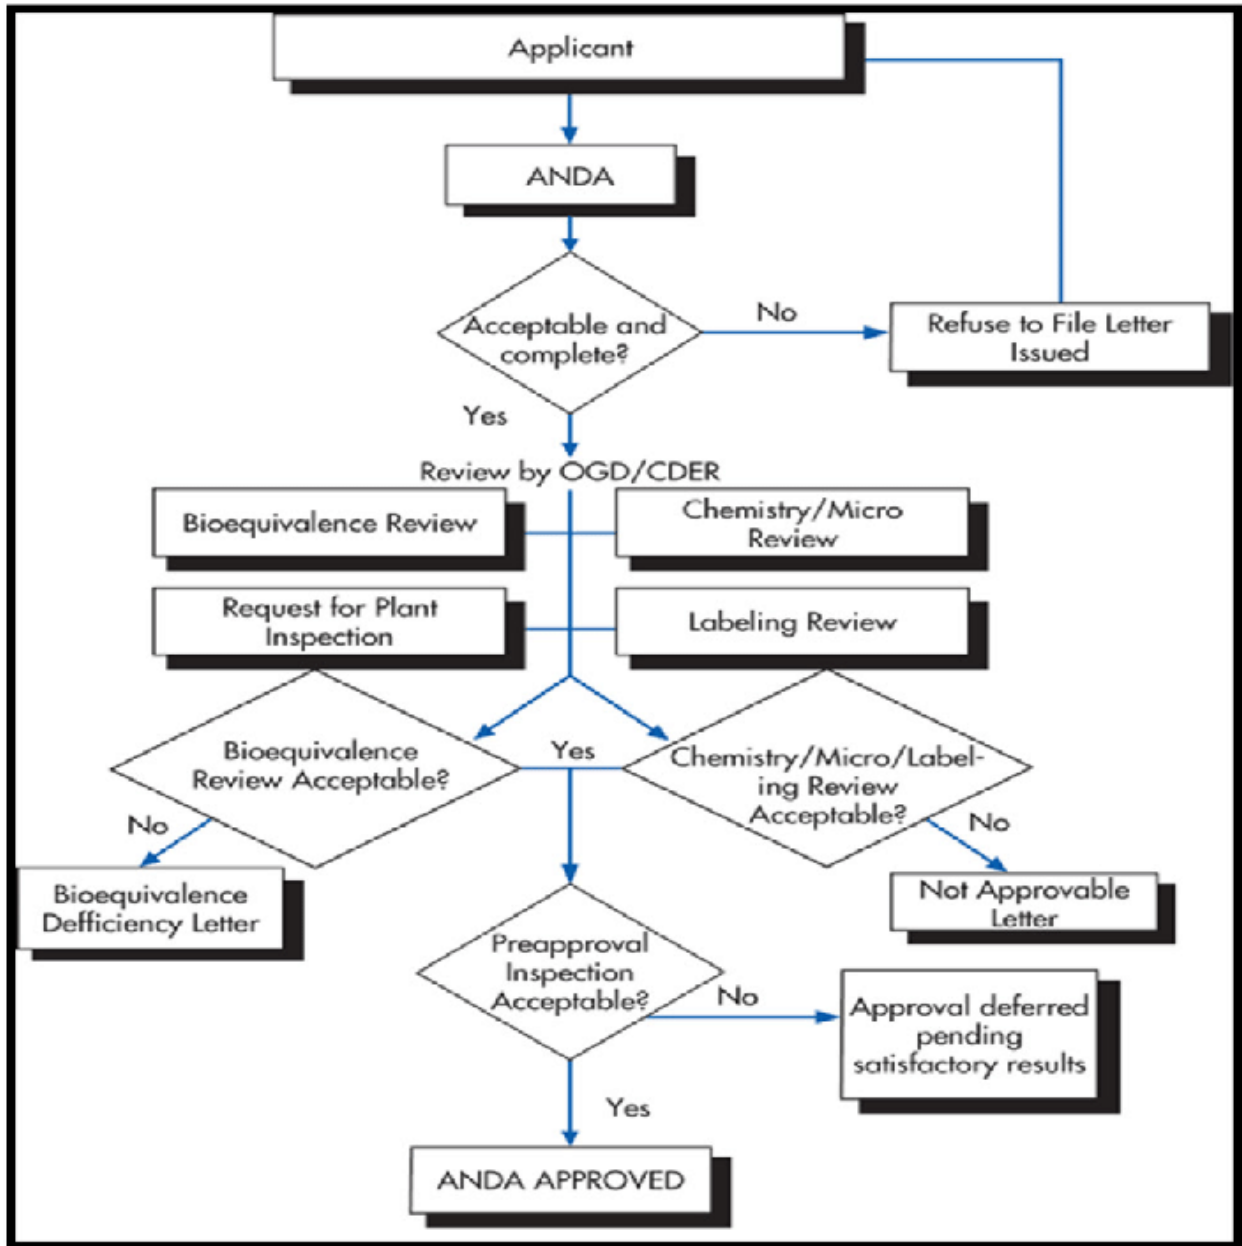 Applicant
ANDA
Acceptable and
complete?
No
Refuse to File Letter
Issued
Yes
Review by OGD/CDER
Bioequivalence Review
Chemistry/Micro
Review
Request for Plant
Inspection
Labeling Review
Bioequivalence
Review Acceptable?
Yes
Chemistry/Micro/Label-
ing Review
Acceptable?
No
Bioequivalence
Defficiency Letter
No
Not Approvable
Letter
Preapproval
Inspection
Acceptable?
No
Approval deferred
pending
satisfactory results
Yes
ANDA APPROVED